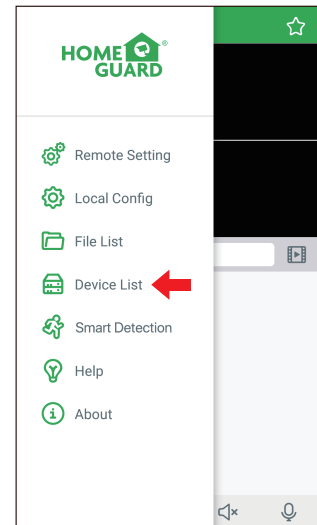 HOME
GUARD
®
Remote Setting
Local Config
File List
Device List
Smart Detection
Help
About